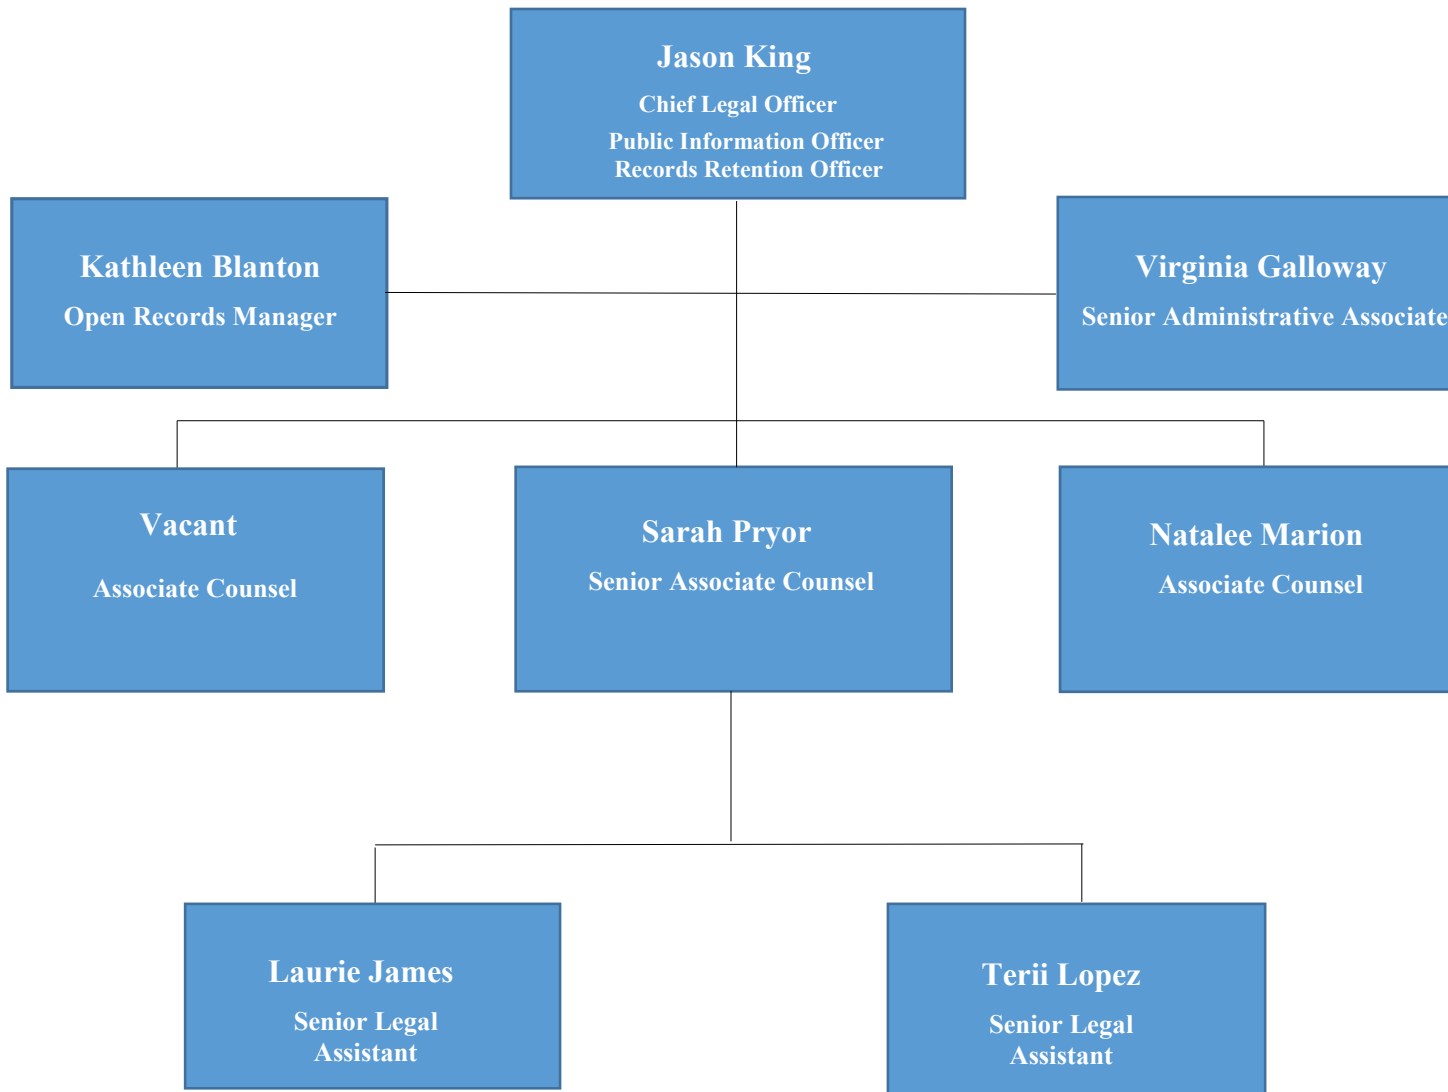 Jason King
Chief Legal Officer
Public Information Officer
Records Retention Officer
Kathleen Blanton
Open Records Manager
Virginia Galloway
Senior Administrative Associate
Vacant
Associate Counsel
Sarah Pryor
Senior Associate Counsel
Natalee Marion
Associate Counsel
Laurie James
Senior Legal
Assistant
Terii Lopez
Senior Legal
Assistant